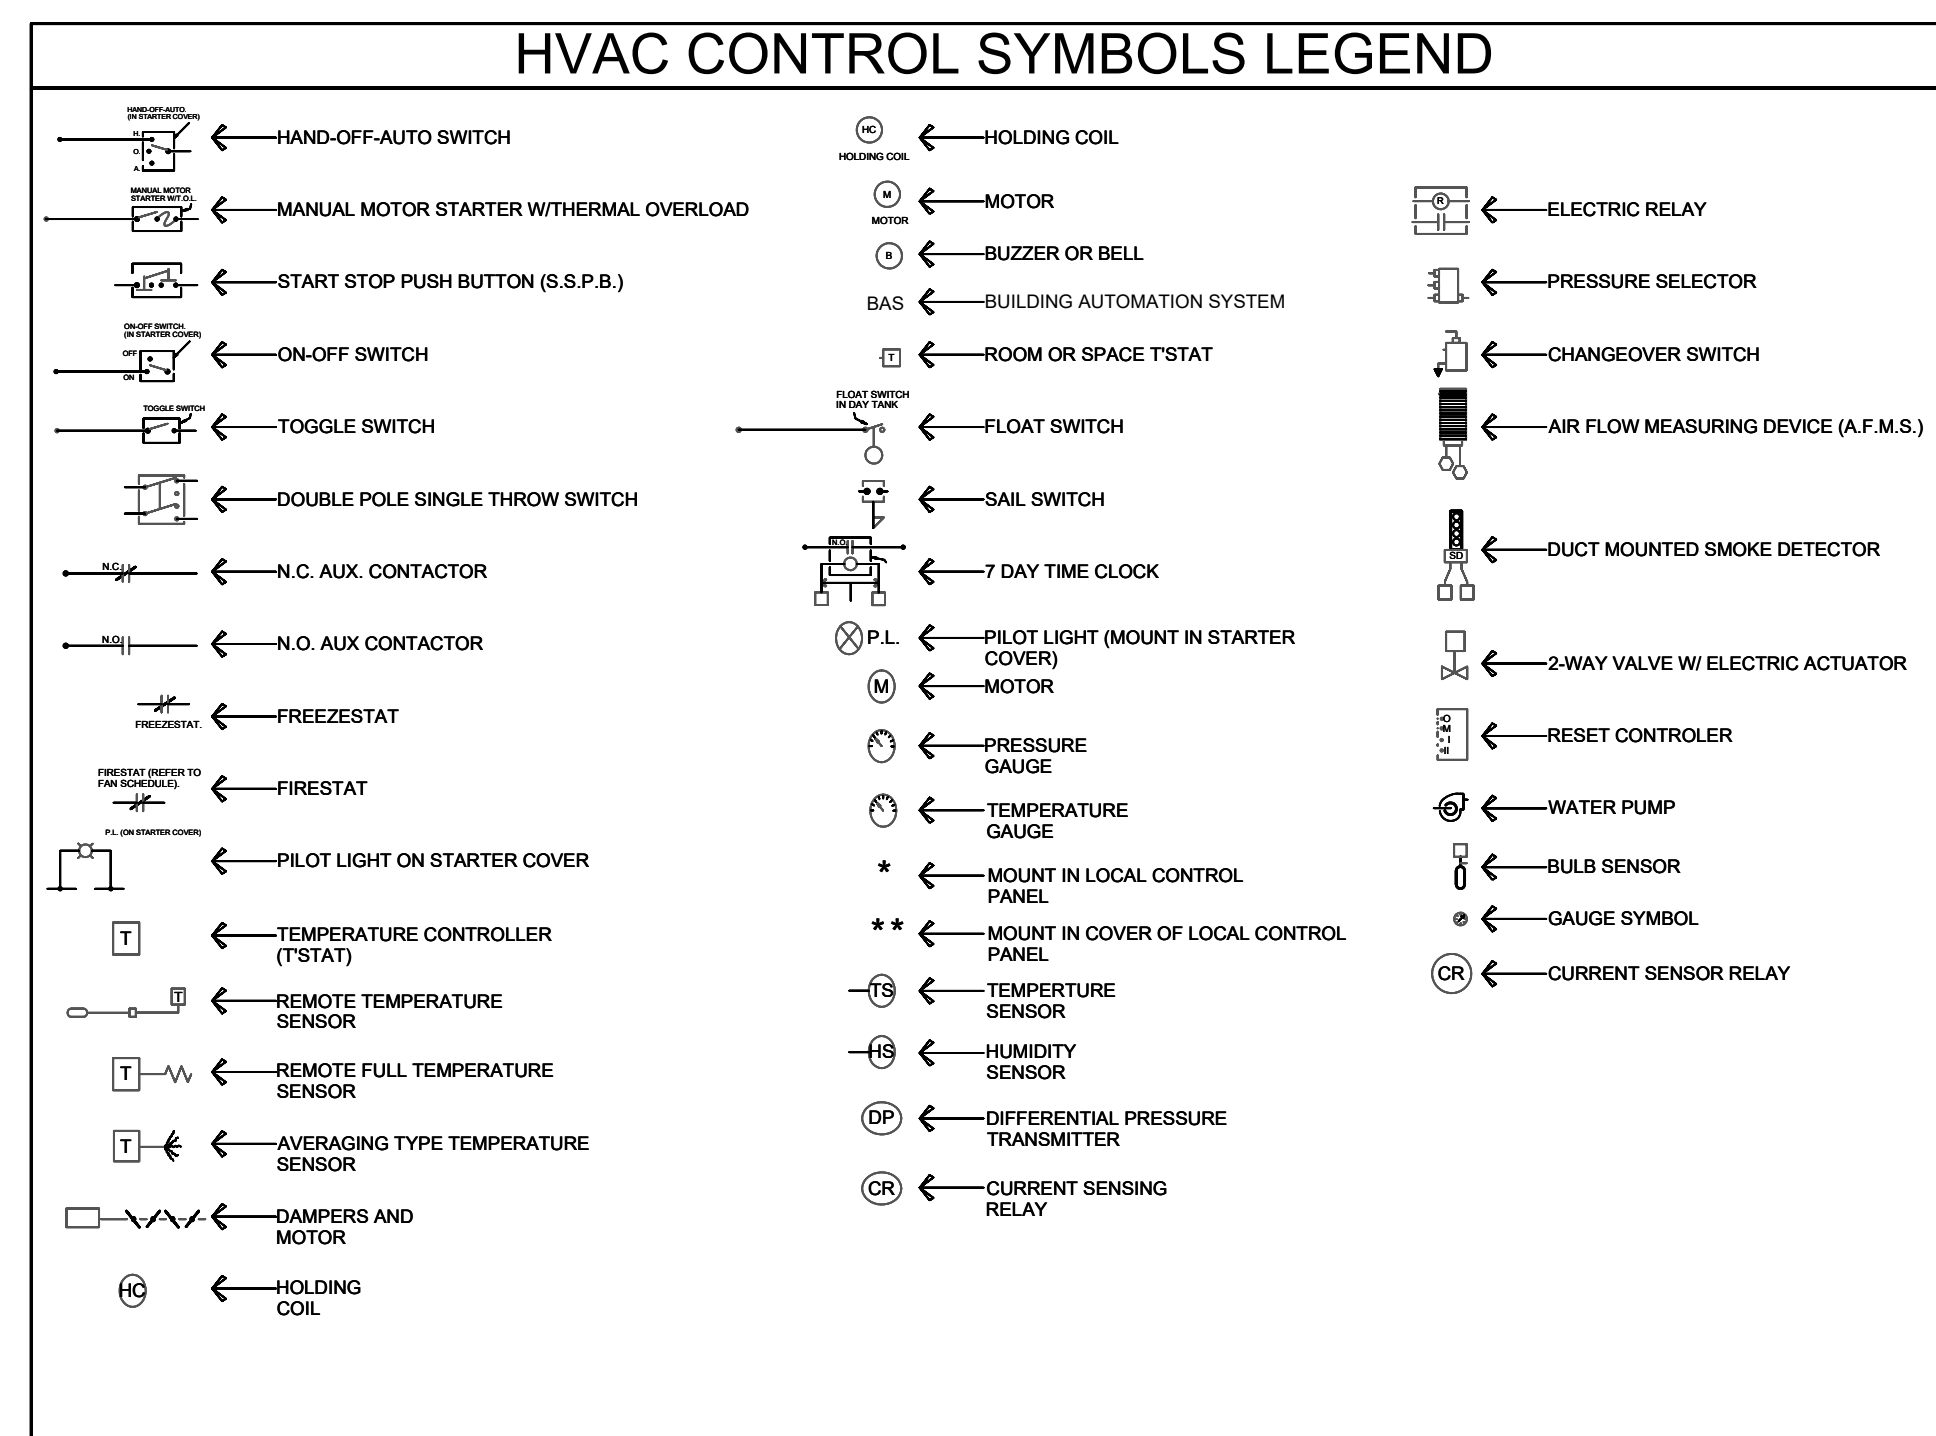 HVAC CONTROL SYMBOLS LEGEND
HAND-OFF-AUTO.
(IN STARTER COVER)
H.
O.
A.
HAND-OFF-AUTO SWITCH
MANUAL MOTOR
STARTER W/T.O.L.
MANUAL MOTOR STARTER W/THERMAL OVERLOAD
START STOP PUSH BUTTON (S.S.P.B.)
ON-OFF SWITCH.
(IN STARTER COVER)
OFF
ON
ON-OFF SWITCH
TOGGLE SWITCH
TOGGLE SWITCH
DOUBLE POLE SINGLE THROW SWITCH
N.C.
N.C. AUX. CONTACTOR
N.O.
N.O. AUX CONTACTOR
FREEZESTAT.
FREEZESTAT
FIRESTAT (REFER TO
FAN SCHEDULE).
FIRESTAT
P.L. (ON STARTER COVER)
PILOT LIGHT ON STARTER COVER
T
TEMPERATURE CONTROLLER
(T'STAT)
T
REMOTE TEMPERATURE
SENSOR
T
REMOTE FULL TEMPERATURE
SENSOR
T
AVERAGING TYPE TEMPERATURE
SENSOR
DAMPERS AND
MOTOR
HC
HOLDING
COIL
HC
HOLDING COIL
HOLDING COIL
M
MOTOR
MOTOR
B
BUZZER OR BELL
BAS
BUILDING AUTOMATION SYSTEM
T
ROOM OR SPACE T'STAT
FLOAT SWITCH
IN DAY TANK
FLOAT SWITCH
SAIL SWITCH
N.O.
7 DAY TIME CLOCK
P.L.
PILOT LIGHT (MOUNT IN STARTER
COVER)
M
MOTOR
PRESSURE
GAUGE
TEMPERATURE
GAUGE
*
MOUNT IN LOCAL CONTROL
PANEL
* *
MOUNT IN COVER OF LOCAL CONTROL
PANEL
TS
TEMPERTURE
SENSOR
HS
HUMIDITY
SENSOR
DP
DIFFERENTIAL PRESSURE
TRANSMITTER
CR
CURRENT SENSING
RELAY
R
ELECTRIC RELAY
PRESSURE SELECTOR
CHANGEOVER SWITCH
AIR FLOW MEASURING DEVICE (A.F.M.S.)
SD
DUCT MOUNTED SMOKE DETECTOR
2-WAY VALVE W/ ELECTRIC ACTUATOR
O
M
I
II
RESET CONTROLER
WATER PUMP
BULB SENSOR
GAUGE SYMBOL
CR
CURRENT SENSOR RELAY